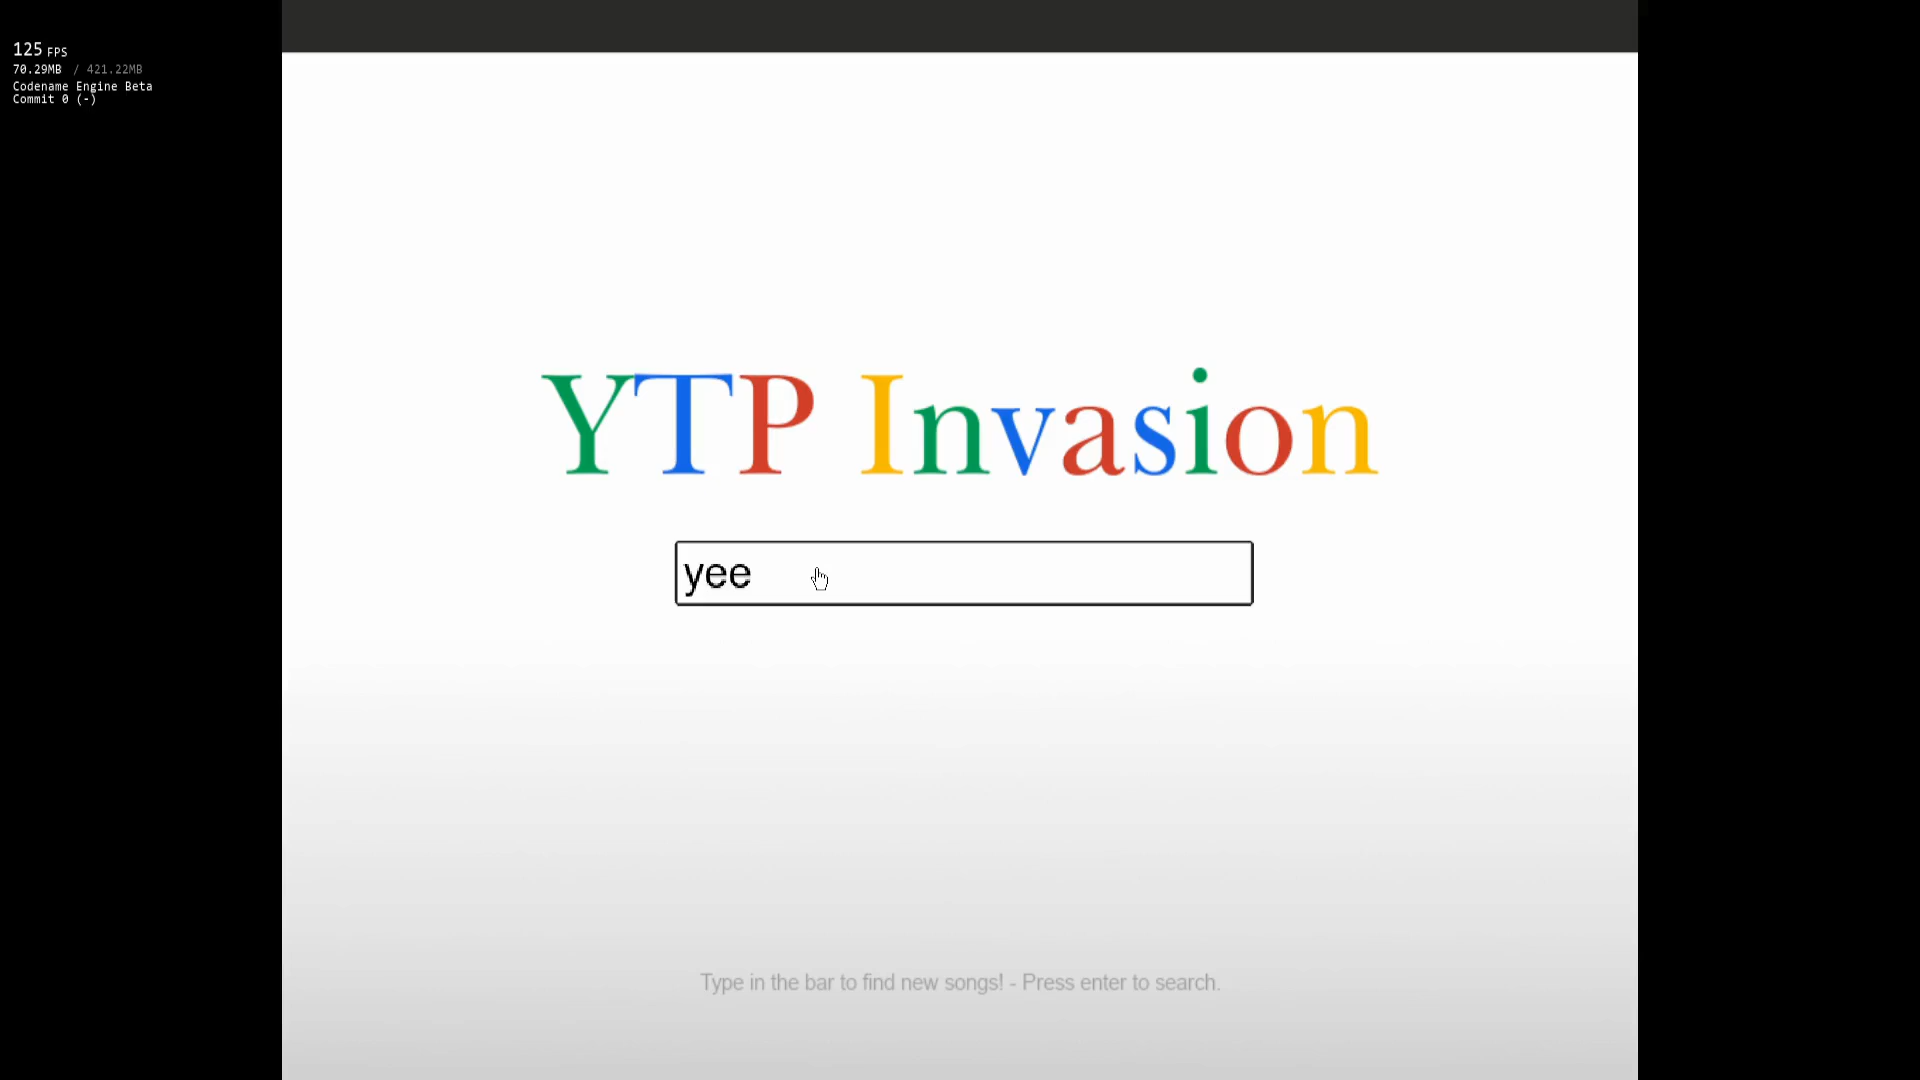 125 FPS
70.29MB / 421.22MB
Codename Engine Beta
Commit 0 (-)
YTP Invasion
yee
Type in the bar to find new songs! - Press enter to search.